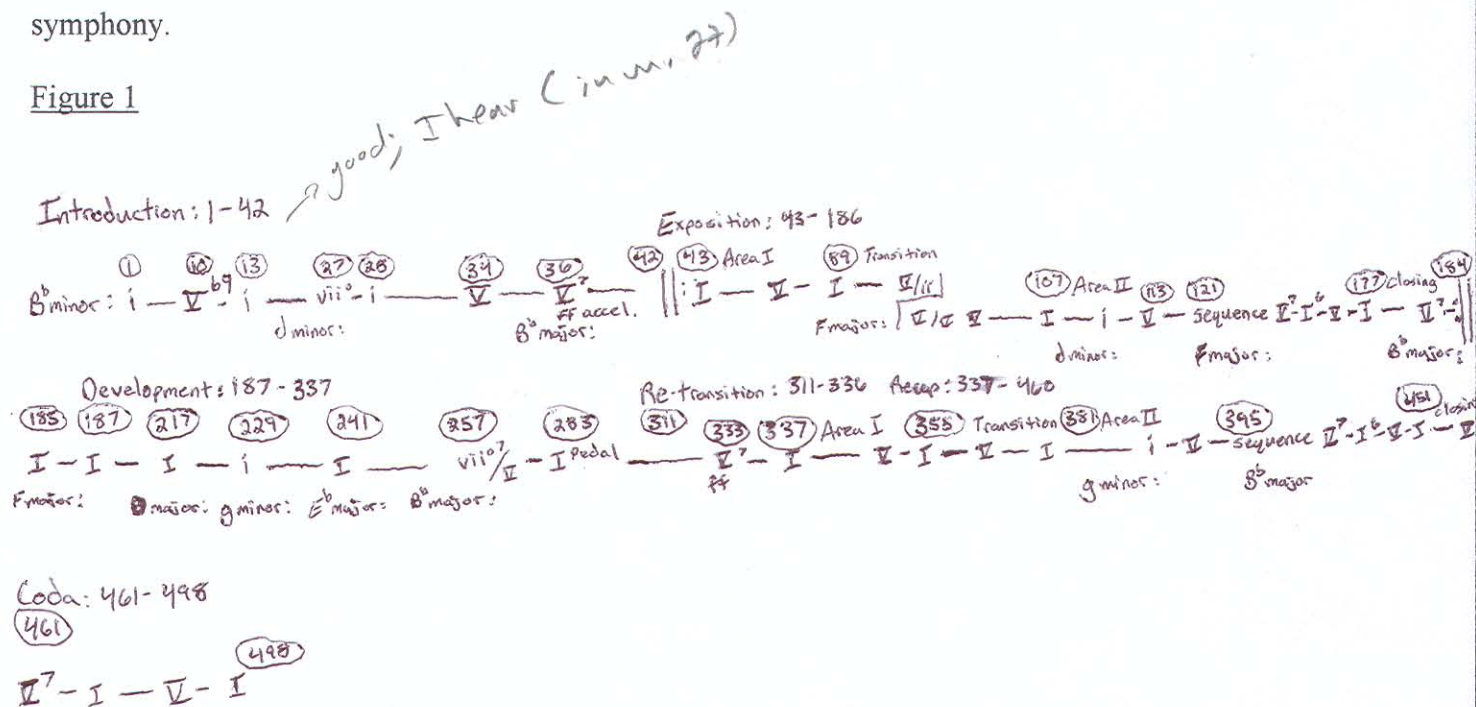 symphony.
Figure 1
good; I hear (in m. 27)
Introduction: 1-42
Exposition: 43-186
1 10 13 27 28 34 36 42 43 Area I 89 Transition
107 Area II 113 121 177 closing 184
B♭ minor: i — V♭9 - i — vii° - i — V — V7 — ||: I — V - I — V/ii
ff accel.
F major: V/ii V — I — i - V — Sequence V7-I6-V-I — V7-:||
d minor: B♭ major: d minor: F major: B♭ major:
Development: 187-337
Re-transition: 311-336 Recap: 337-460
185 187 217 229 241 257 283 311 333 337 Area I 355 Transition 381 Area II 395 451 closing
I - I - I — i — I — vii°7/V - I Pedal — V7 - I — V - I — V — I — i - V — Sequence V7-I6-V-I — V
ff
F major: D major: g minor: E♭ major: B♭ major: g minor: B♭ major
Coda: 461-498
461 498
V7 - I — V - I